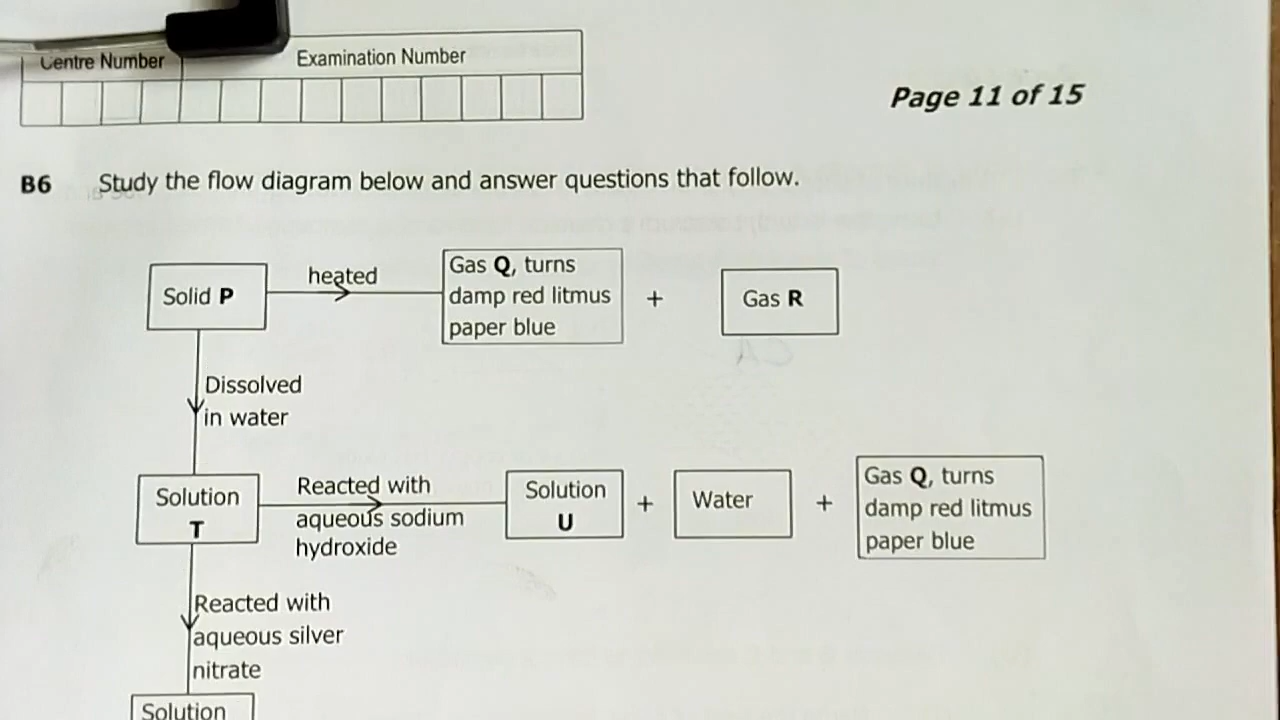 Centre Number Examination Number
Page 11 of 15
B6 Study the flow diagram below and answer questions that follow.
Solid P
heated
Gas Q, turns
damp red litmus
paper blue
+
Gas R
Dissolved
in water
Solution
T
Reacted with
aqueous sodium
hydroxide
Solution
U
+
Water
+
Gas Q, turns
damp red litmus
paper blue
Reacted with
aqueous silver
nitrate
Solution